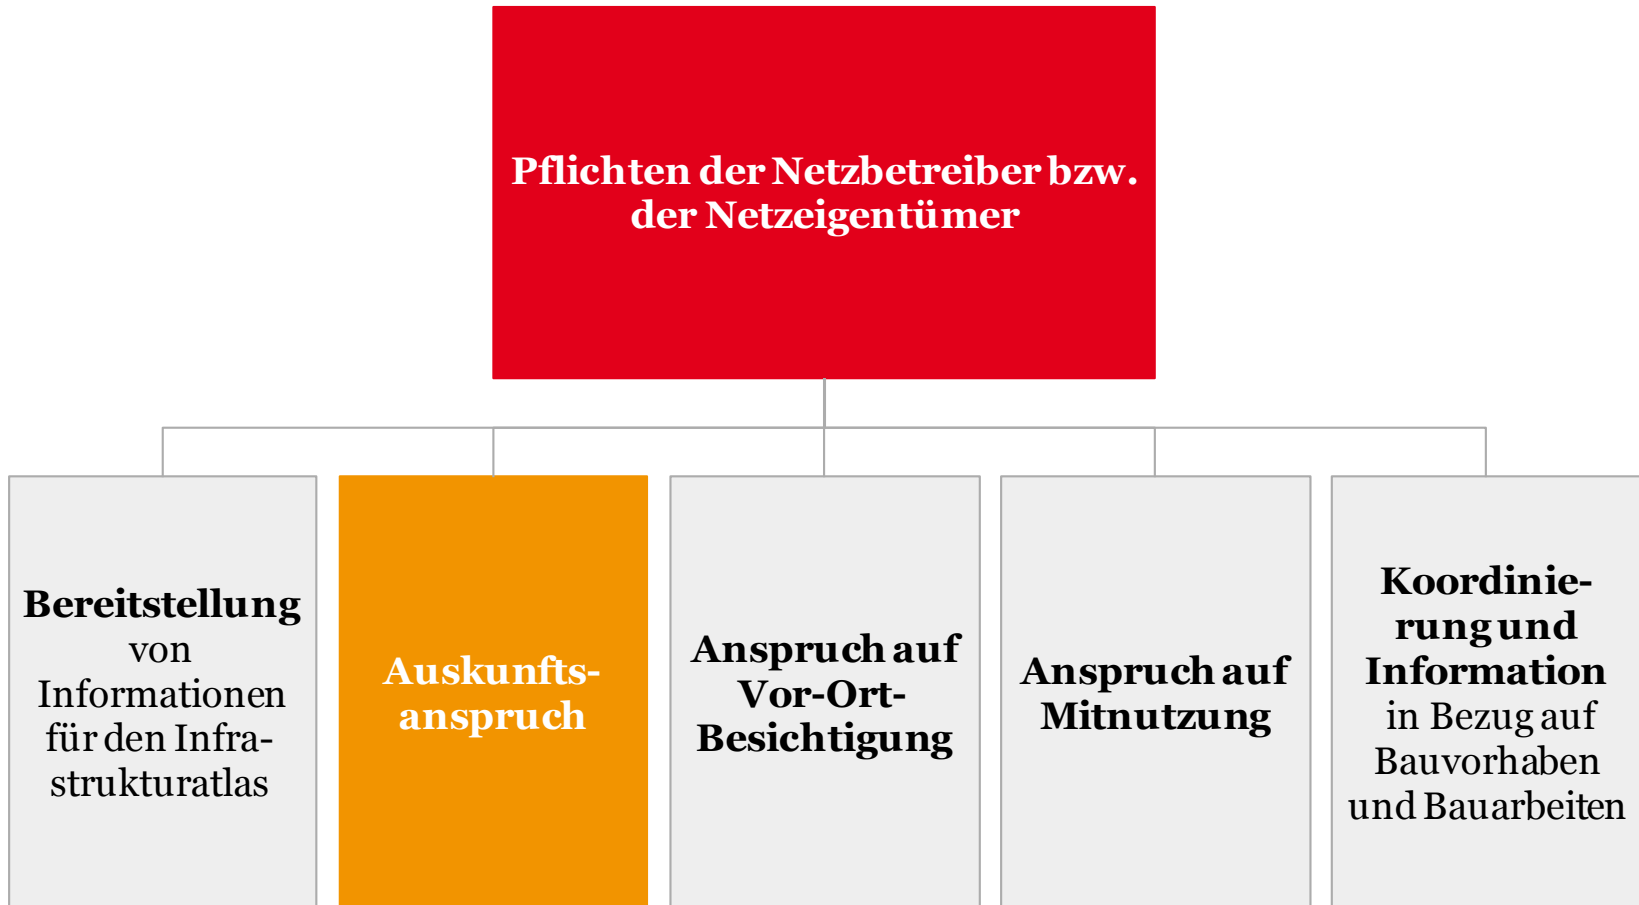 Pflichten der Netzbetreiber bzw.
der Netzeigentümer
Bereitstellung
von
Informationen
für den Infra-
strukturatlas
Auskunfts-
anspruch
Anspruch auf
Vor-Ort-
Besichtigung
Anspruch auf
Mitnutzung
Koordinie-
rung und
Information
in Bezug auf
Bauvorhaben
und Bauarbeiten